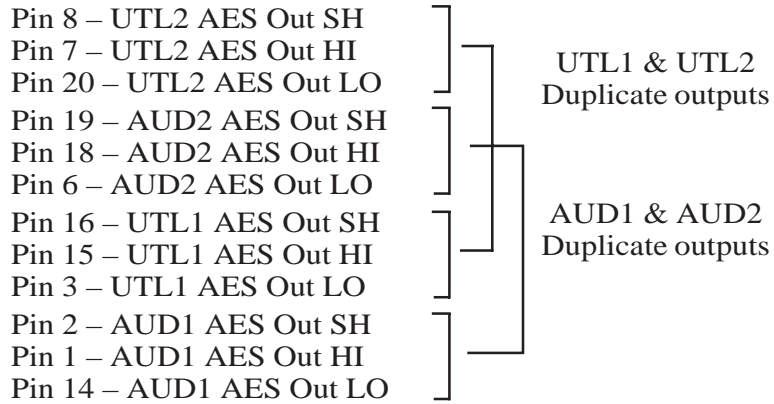 Pin 8 – UTL2 AES Out SH
Pin 7 – UTL2 AES Out HI
Pin 20 – UTL2 AES Out LO
Pin 19 – AUD2 AES Out SH
Pin 18 – AUD2 AES Out HI
Pin 6 – AUD2 AES Out LO
Pin 16 – UTL1 AES Out SH
Pin 15 – UTL1 AES Out HI
Pin 3 – UTL1 AES Out LO
Pin 2 – AUD1 AES Out SH
Pin 1 – AUD1 AES Out HI
Pin 14 – AUD1 AES Out LO
UTL1 & UTL2
Duplicate outputs
AUD1 & AUD2
Duplicate outputs